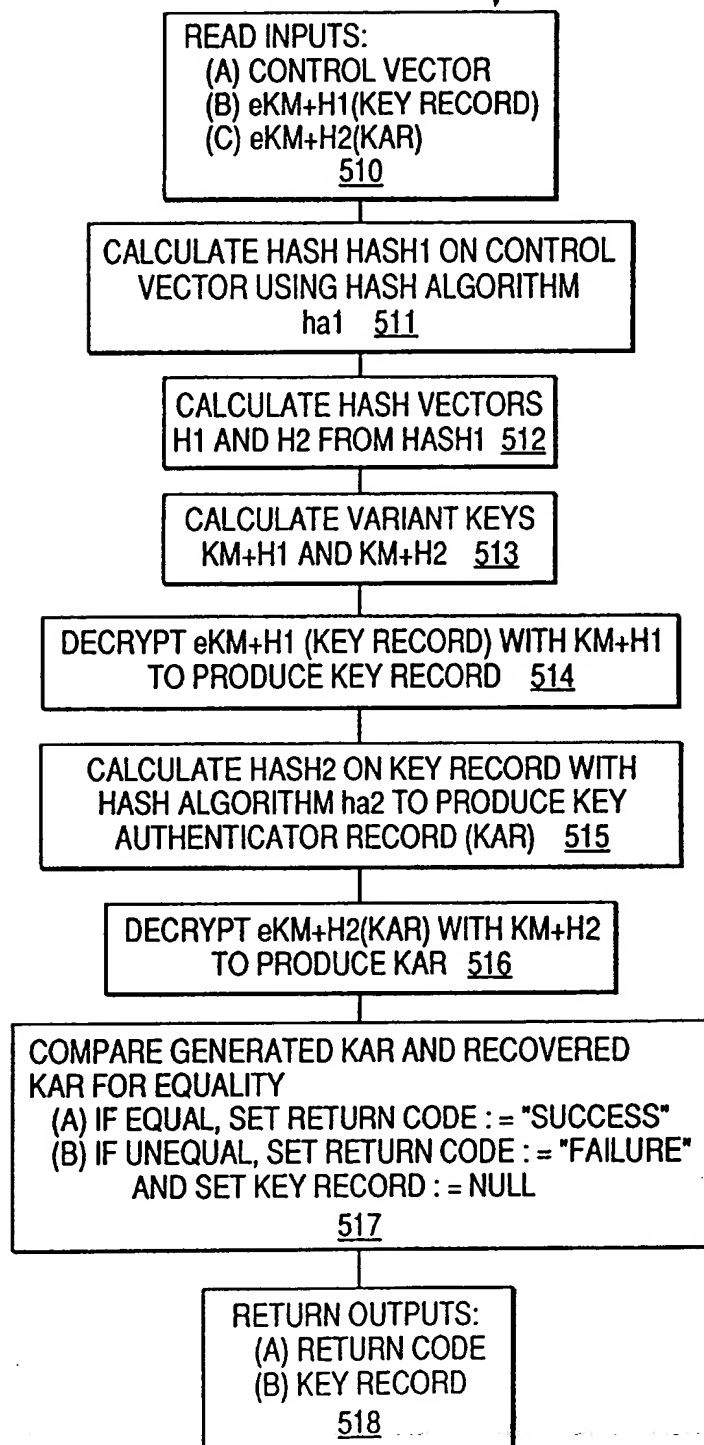 READ INPUTS:
(A) CONTROL VECTOR
(B) eKM+H1(KEY RECORD)
(C) eKM+H2(KAR)
510
CALCULATE HASH HASH1 ON CONTROL
VECTOR USING HASH ALGORITHM
ha1 511
CALCULATE HASH VECTORS
H1 AND H2 FROM HASH1 512
CALCULATE VARIANT KEYS
KM+H1 AND KM+H2 513
DECRYPT eKM+H1 (KEY RECORD) WITH KM+H1
TO PRODUCE KEY RECORD 514
CALCULATE HASH2 ON KEY RECORD WITH
HASH ALGORITHM ha2 TO PRODUCE KEY
AUTHENTICATOR RECORD (KAR) 515
DECRYPT eKM+H2(KAR) WITH KM+H2
TO PRODUCE KAR 516
COMPARE GENERATED KAR AND RECOVERED
KAR FOR EQUALITY
(A) IF EQUAL, SET RETURN CODE : = "SUCCESS"
(B) IF UNEQUAL, SET RETURN CODE : = "FAILURE"
AND SET KEY RECORD : = NULL
517
RETURN OUTPUTS:
(A) RETURN CODE
(B) KEY RECORD
518